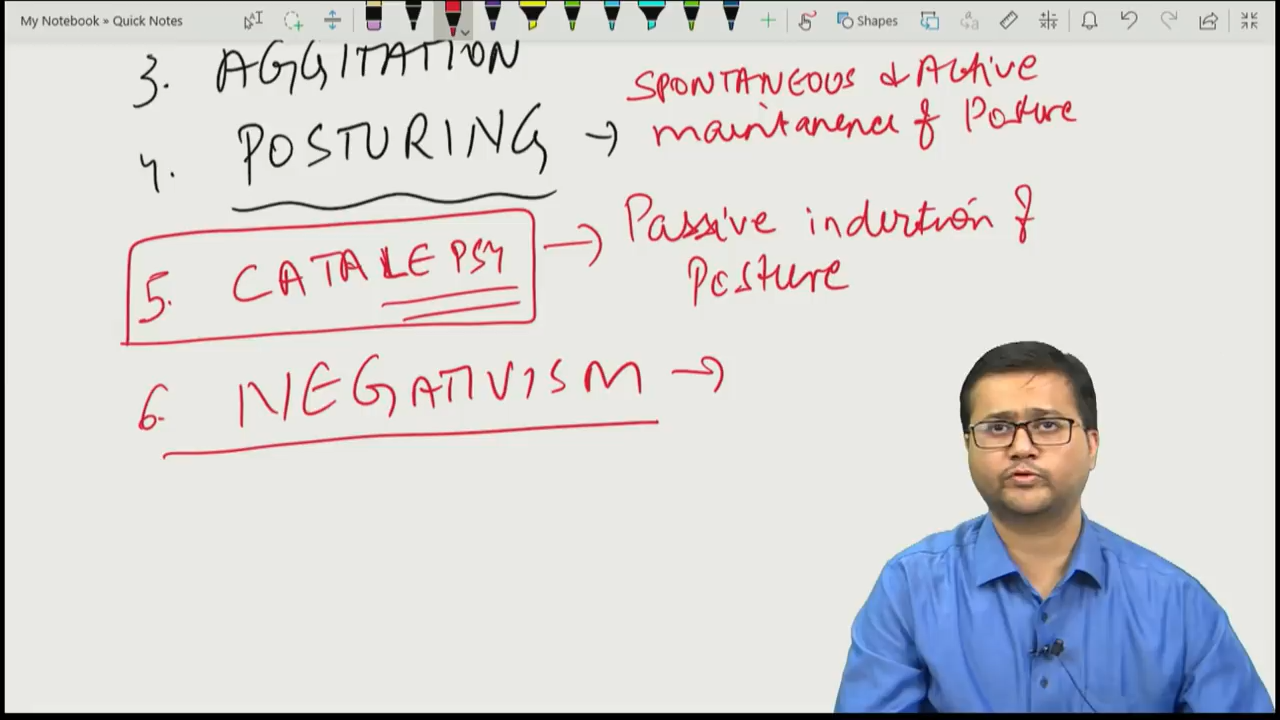 My Notebook » Quick Notes
Shapes
3. AGGITATION
4. POSTURING → SPONTANEOUS & Active
maintanence of Posture
5. CATALEPSY → Passive indertion of
Posture
6. NEGATIVISM →